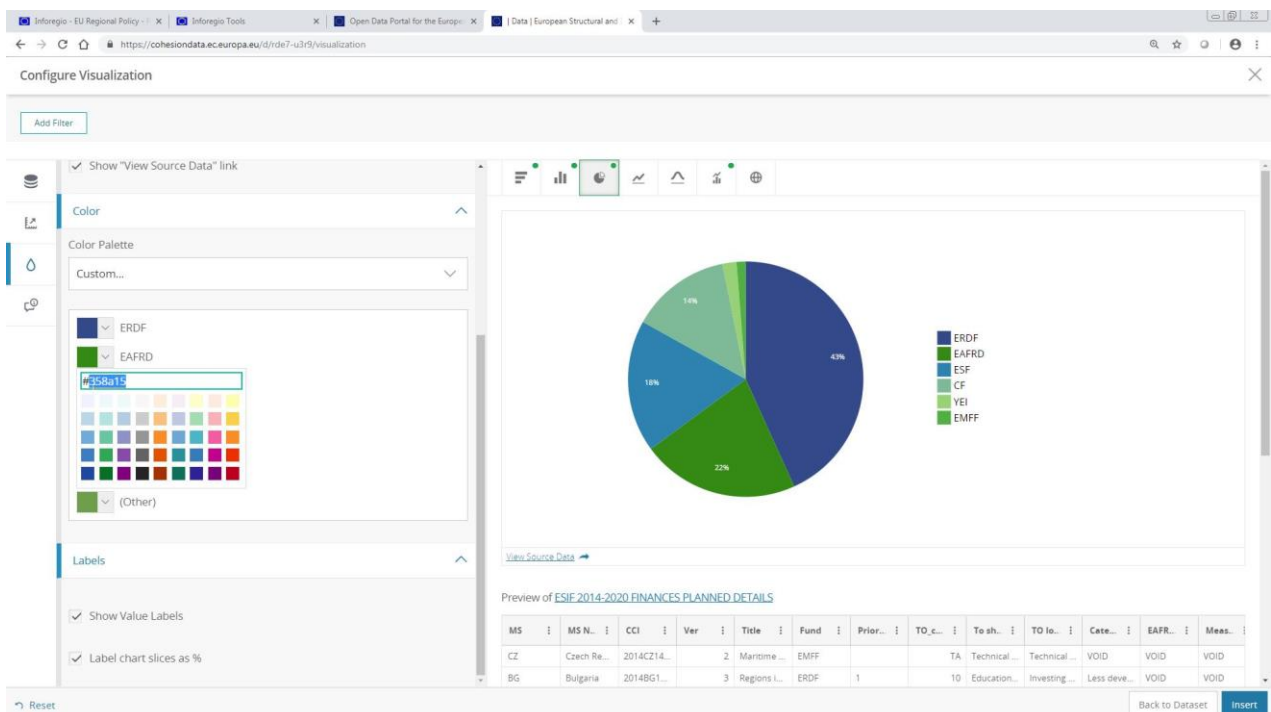 Inforegio - EU Regional Policy -
Inforegio Tools
Open Data Portal for the Europe
| Data | European Structural and
https://cohesiondata.ec.europa.eu/d/rde7-u3r9/visualization
Configure Visualization
Add Filter
Show "View Source Data" link
Color
Color Palette
Custom...
ERDF
EAFRD
#358a15
(Other)
Labels
Show Value Labels
Label chart slices as %
Reset
14%
43%
18%
22%
ERDF
EAFRD
ESF
CF
YEI
EMFF
View Source Data
Preview of ESIF 2014-2020 FINANCES PLANNED DETAILS
MS MS N... CCI Ver Title Fund Prior... TO_c... To sh... TO lo... Cate... EAFR... Meas...
CZ Czech Re... 2014CZ14... 2 Maritime ... EMFF TA Technical ... Technical ... VOID VOID VOID
BG Bulgaria 2014BG1... 3 Regions i... ERDF 1 10 Education... Investing ... Less deve... VOID VOID
Back to Dataset Insert